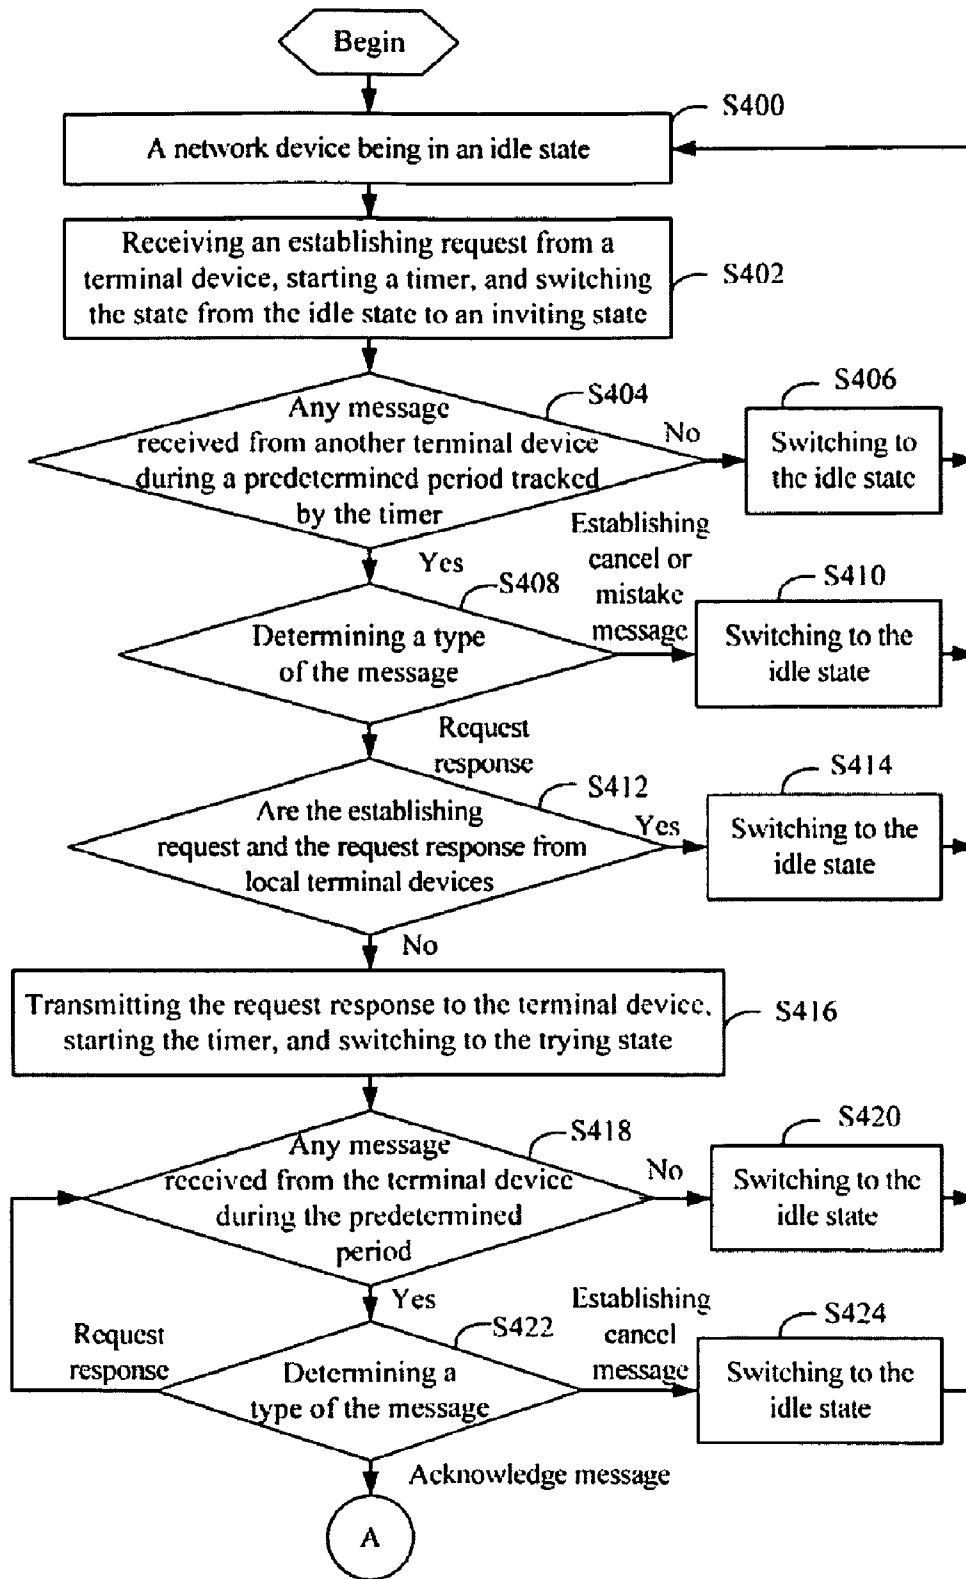 Begin
S400
A network device being in an idle state
Receiving an establishing request from a
terminal device, starting a timer, and switching
the state from the idle state to an inviting state
S402
S404
Any message
received from another terminal device
during a predetermined period tracked
by the timer
No
S406
Switching to
the idle state
Yes
Establishing
cancel or
mistake
message
S408
Determining a type
of the message
S410
Switching to the
idle state
Request
response
S412
Are the establishing
request and the request response from
local terminal devices
Yes
S414
Switching to the
idle state
No
Transmitting the request response to the terminal device,
starting the timer, and switching to the trying state
S416
S418
Any message
received from the terminal device
during the predetermined
period
No
S420
Switching to the
idle state
Yes
Request
response
S422
Determining a
type of the message
Establishing
cancel
message
S424
Switching to the
idle state
Acknowledge message
A